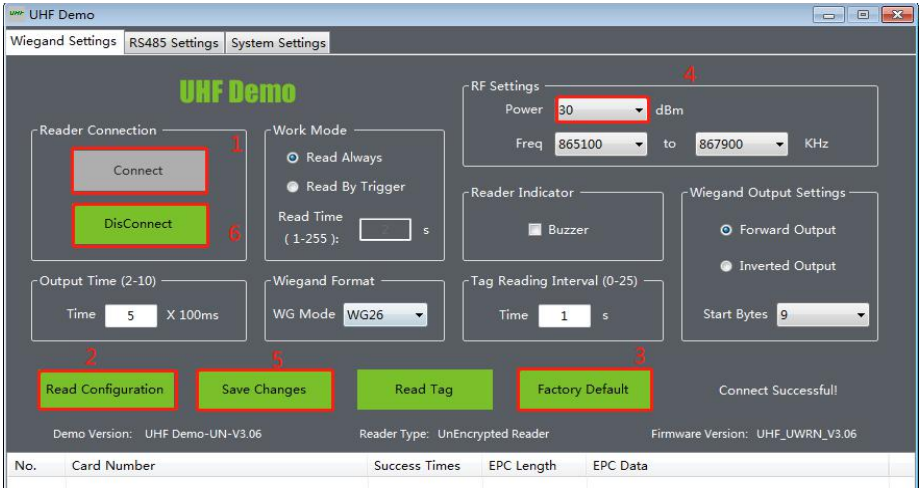 UHF Demo
Wiegand Settings RS485 Settings System Settings
UHF Demo
Reader Connection
1
Connect
DisConnect
6
Work Mode
Read Always
Read By Trigger
Read Time
( 1-255 ): 2 s
RF Settings
4
Power 30 dBm
Freq 865100 to 867900 KHz
Reader Indicator
Buzzer
Wiegand Output Settings
Forward Output
Inverted Output
Start Bytes 9
Output Time (2-10)
Time 5 X 100ms
Wiegand Format
WG Mode WG26
Tag Reading Interval (0-25)
Time 1 s
2
Read Configuration
5
Save Changes
Read Tag
3
Factory Default
Connect Successful!
Demo Version: UHF Demo-UN-V3.06
Reader Type: UnEncrypted Reader
Firmware Version: UHF_UWRN_V3.06
No. Card Number Success Times EPC Length EPC Data